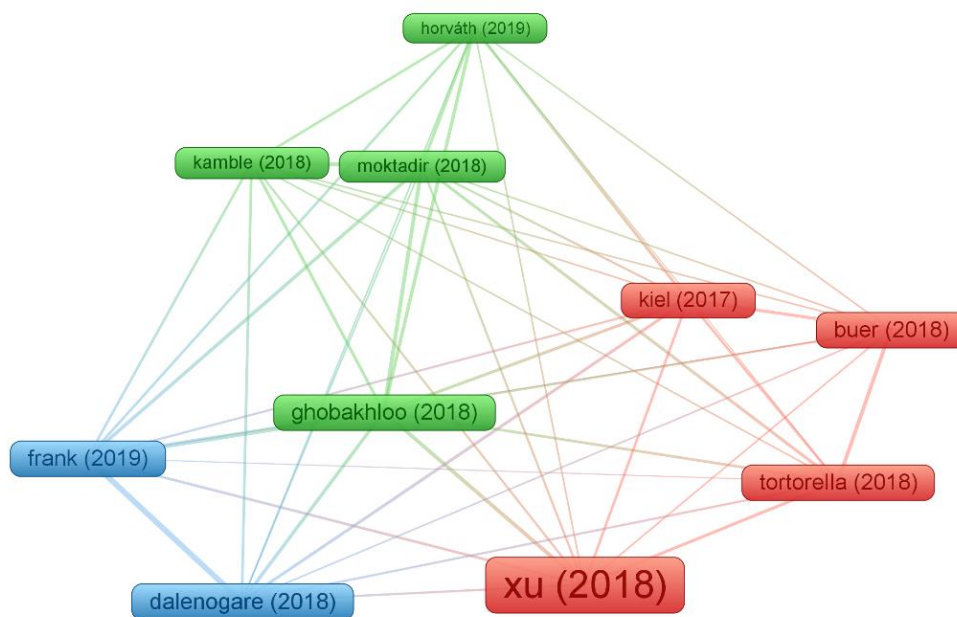 horváth (2019)
kamble (2018)
moktadir (2018)
kiel (2017)
buer (2018)
ghobakhloo (2018)
frank (2019)
tortorella (2018)
xu (2018)
dalenogare (2018)